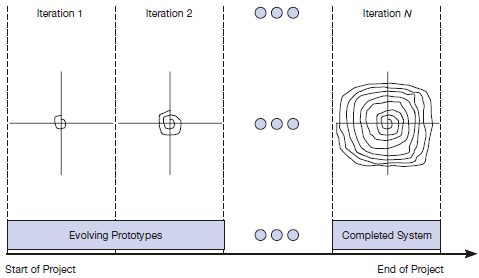 Iteration 1
Iteration 2
Iteration N
Evolving Prototypes
Completed System
Start of Project
End of Project